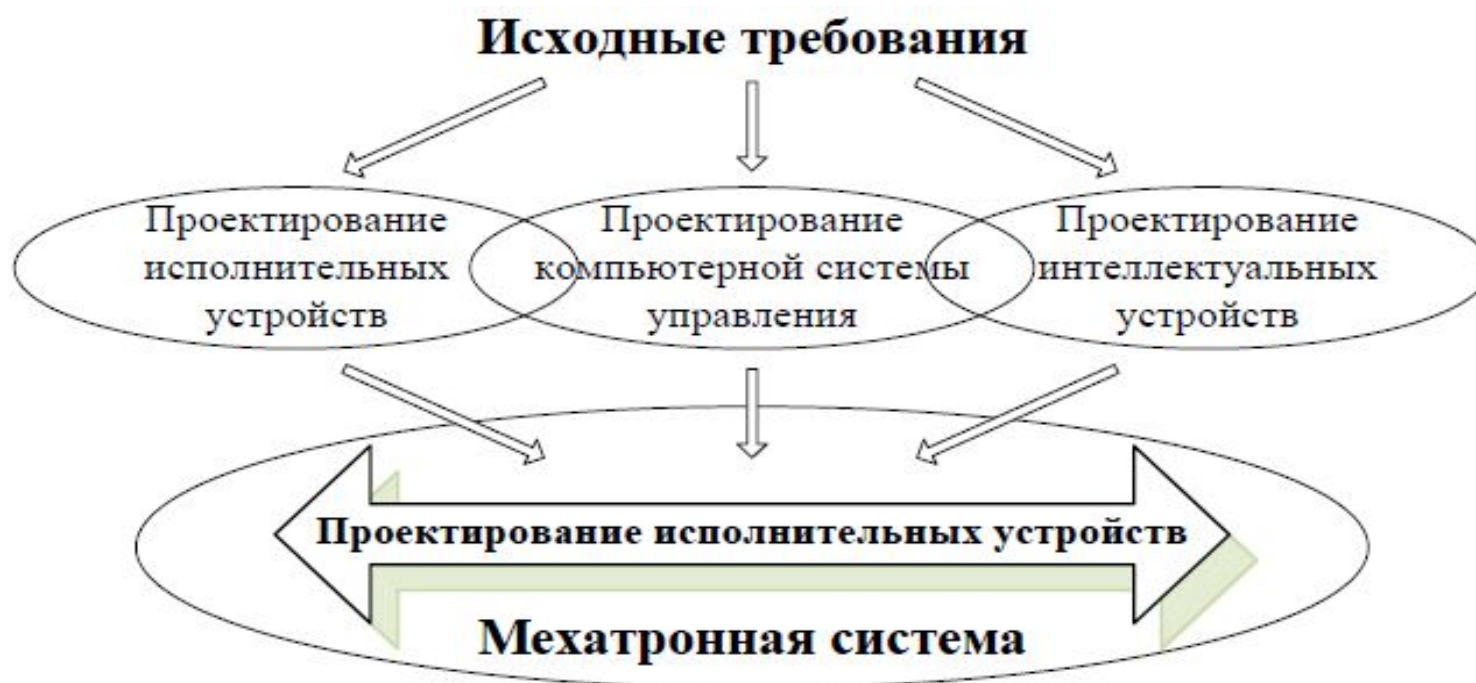 Исходные требования
Проектирование
исполнительных
устройств
Проектирование
компьютерной системы
управления
Проектирование
интеллектуальных
устройств
Проектирование исполнительных устройств
Мехатронная система